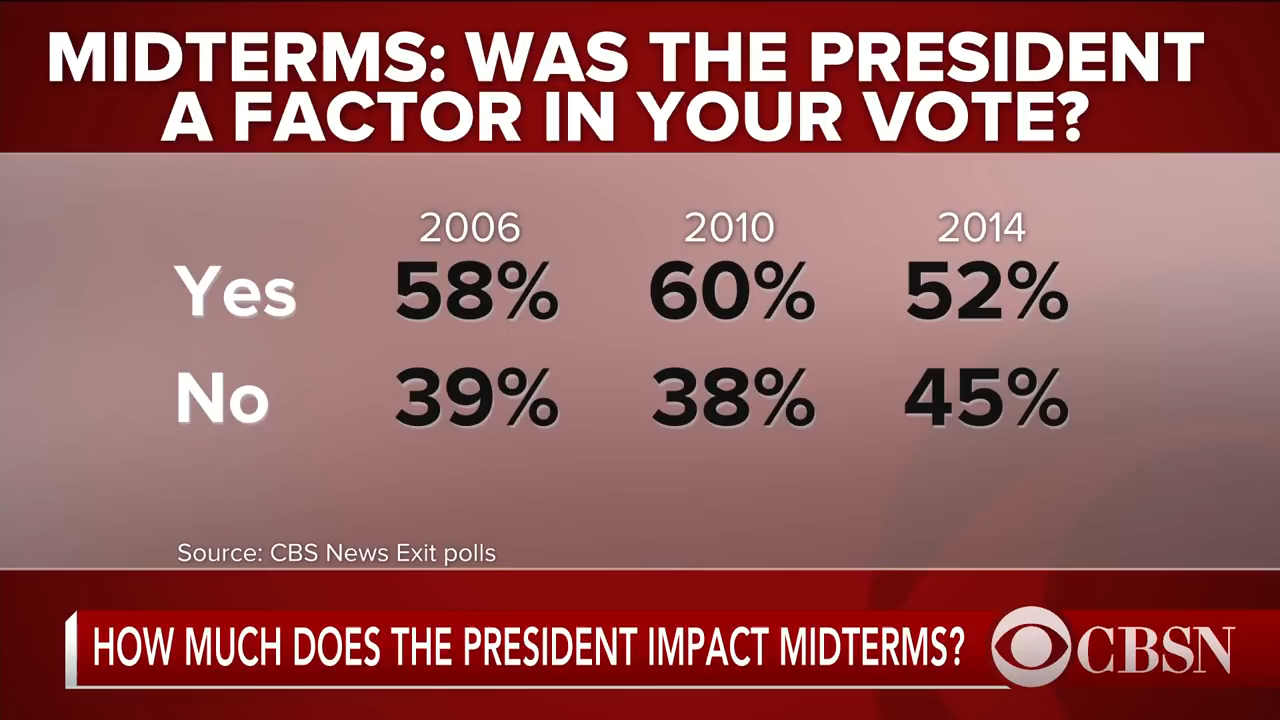 MIDTERMS: WAS THE PRESIDENT
A FACTOR IN YOUR VOTE?
2006 2010 2014
Yes 58% 60% 52%
No 39% 38% 45%
Source: CBS News Exit polls
HOW MUCH DOES THE PRESIDENT IMPACT MIDTERMS?
CBSN